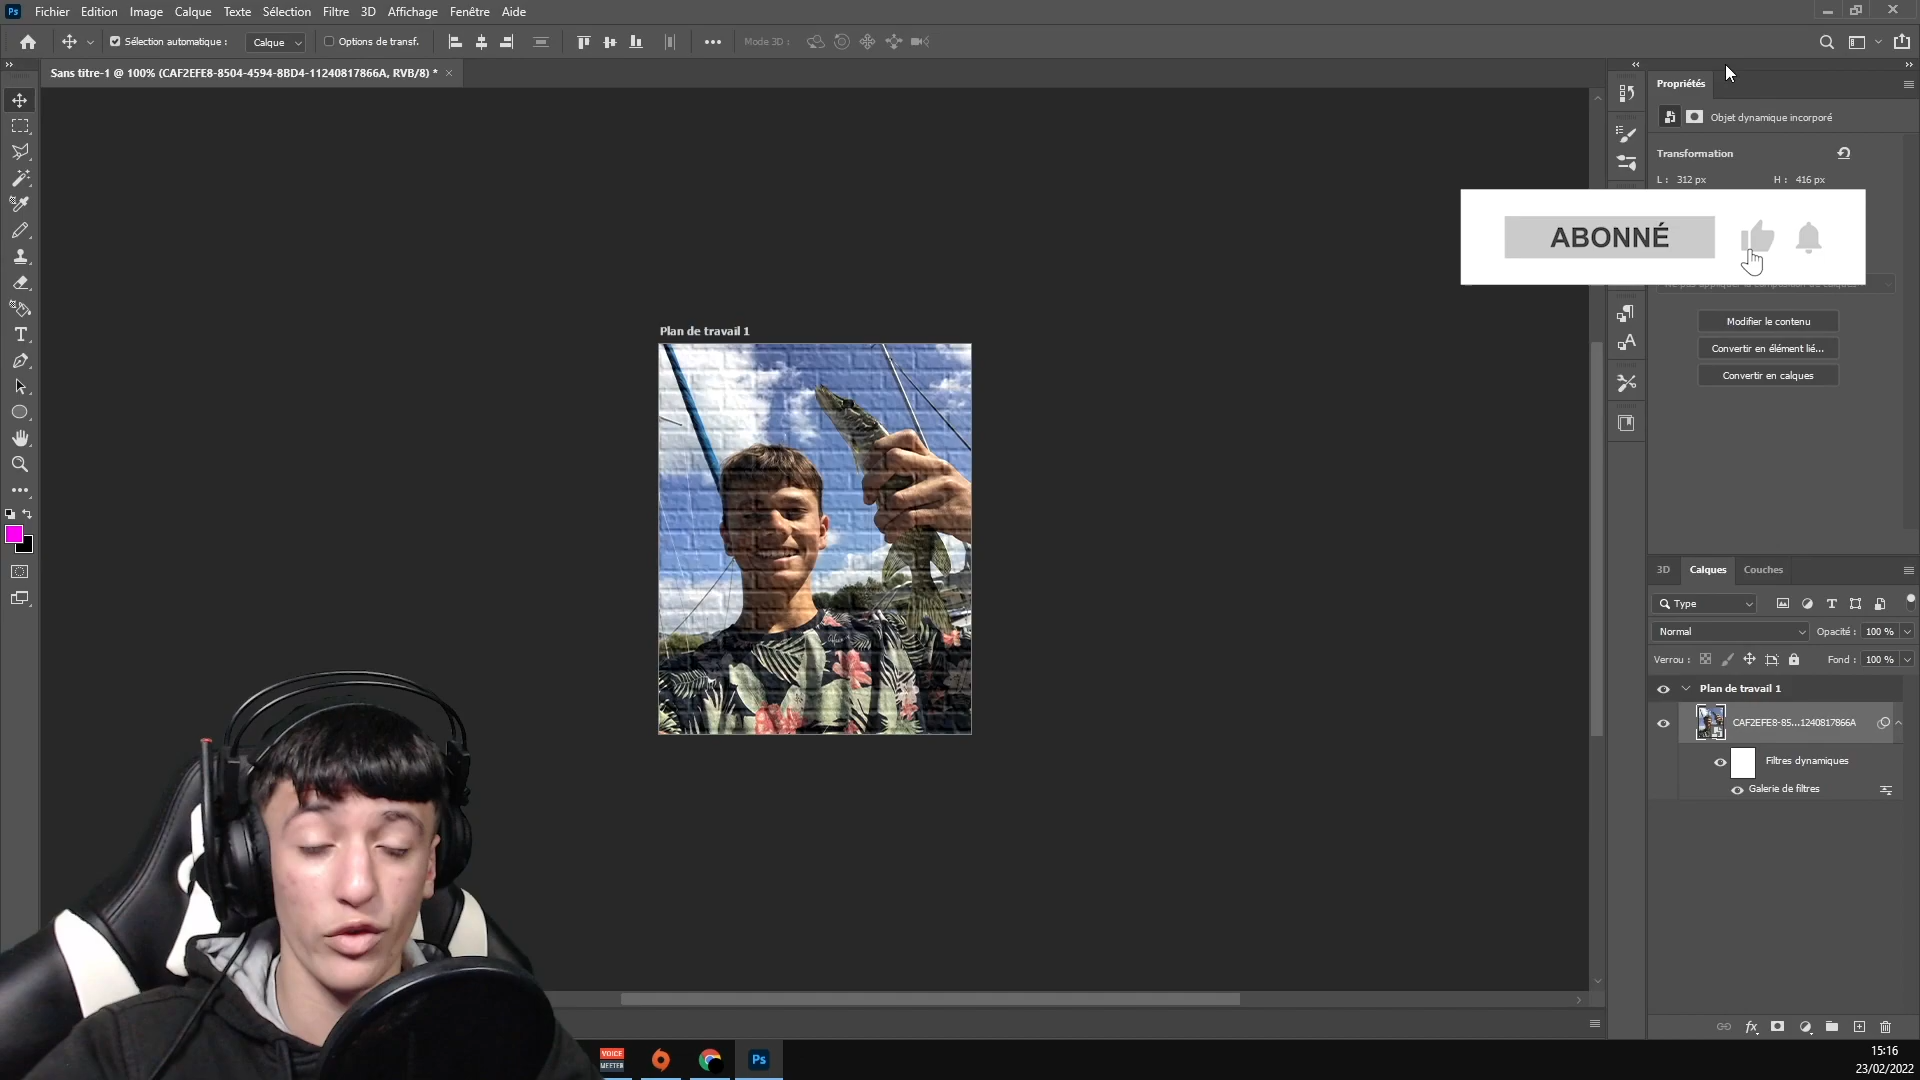 Ps Fichier Edition Image Calque Texte Sélection Filtre 3D Affichage Fenêtre Aide
Sélection automatique : Calque Options de transf. Mode 3D :
Sans titre-1 @ 100% (CAF2EFE8-8504-4594-8BD4-11240817866A, RVB/8) *
Propriétés
Objet dynamique incorporé
Transformation
L : 312 px H : 416 px
ABONNÉ
Modifier le contenu
Convertir en élément lié...
Convertir en calques
Plan de travail 1
3D Calques Couches
Type
Normal Opacité : 100 %
Verrou : Fond : 100 %
Plan de travail 1
CAF2EFE8-85...1240817866A
Filtres dynamiques
Galerie de filtres
VOICE
MEETER
Ps
15:16
23/02/2022